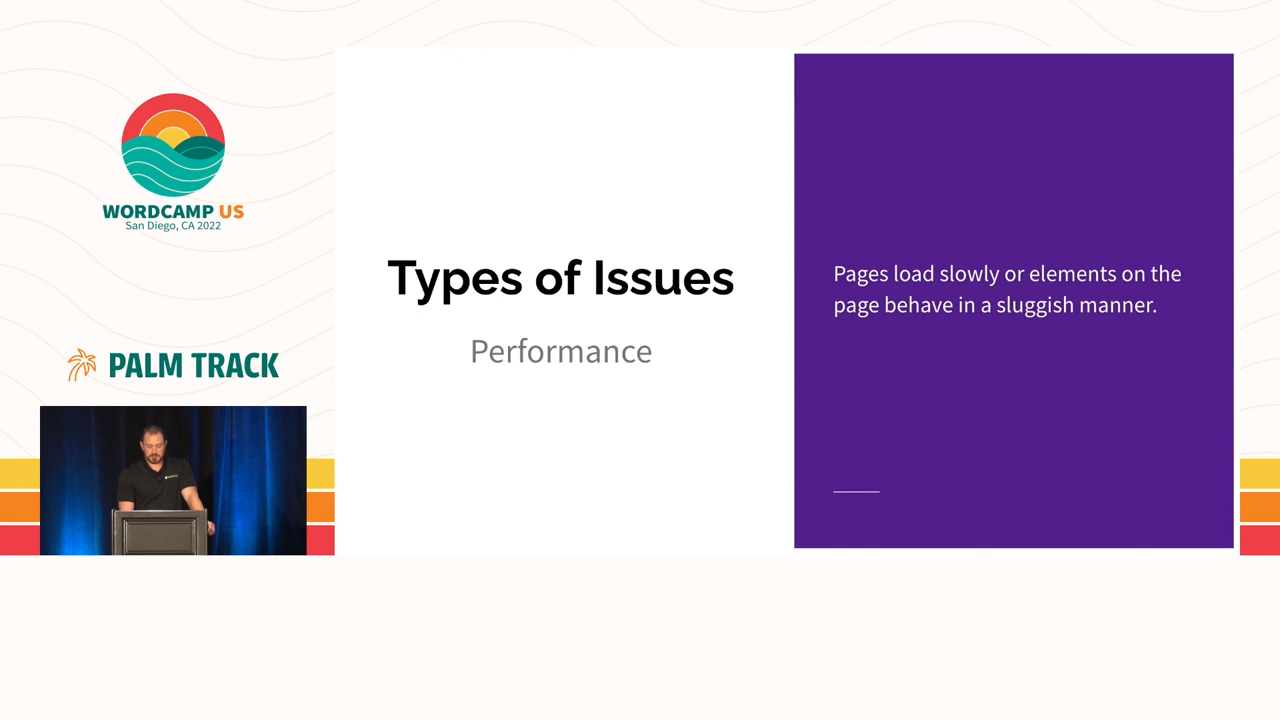 WORDCAMP US
San Diego, CA 2022
PALM TRACK
Types of Issues
Performance
Pages load slowly or elements on the
page behave in a sluggish manner.